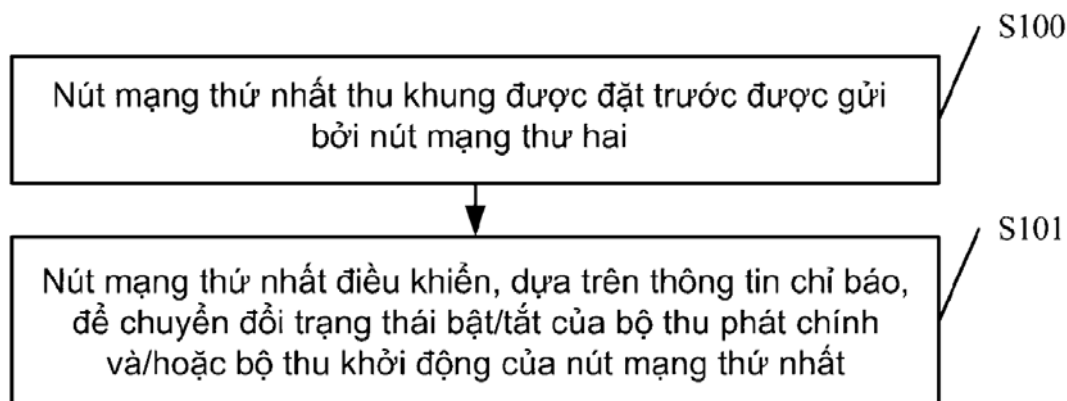 S100
Nút mạng thứ nhất thu khung được đặt trước được gửi
bởi nút mạng thư hai
S101
Nút mạng thứ nhất điều khiển, dựa trên thông tin chỉ báo,
để chuyển đổi trạng thái bật/tắt của bộ thu phát chính
và/hoặc bộ thu khởi động của nút mạng thứ nhất